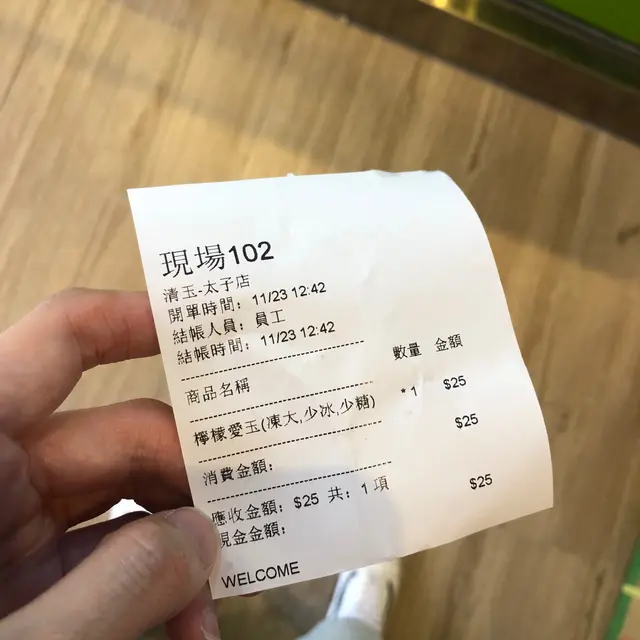 現場102
清玉-太子店
開單時間: 11/23 12:42
結帳人員: 員工
結帳時間: 11/23 12:42
商品名稱 數量 金額
檸檬愛玉(凍大,少冰,少糖) *1 $25
消費金額: $25
應收金額: $25 共: 1 項
現金金額: $25
WELCOME